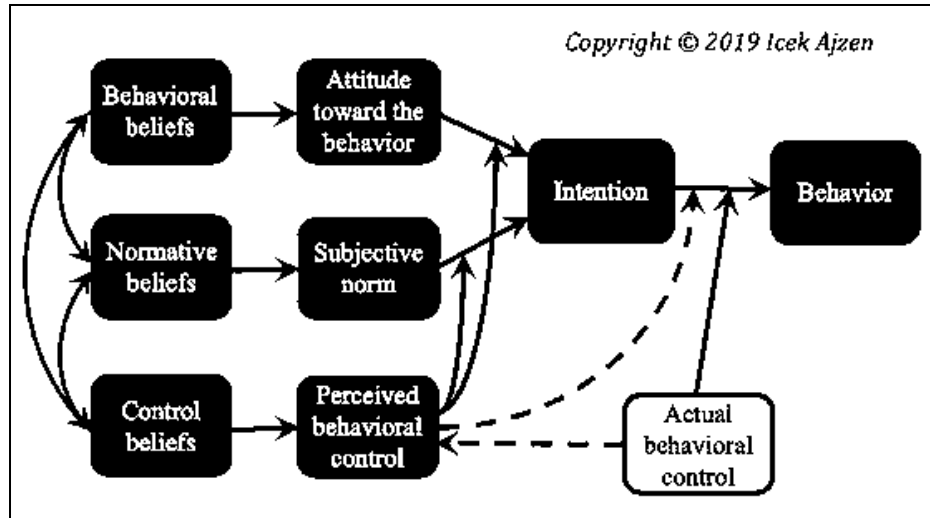 Copyright © 2019 Icek Ajzen
Behavioral
beliefs
Attitude
toward the
behavior
Intention
Behavior
Normative
beliefs
Subjective
norm
Control
beliefs
Perceived
behavioral
control
Actual
behavioral
control